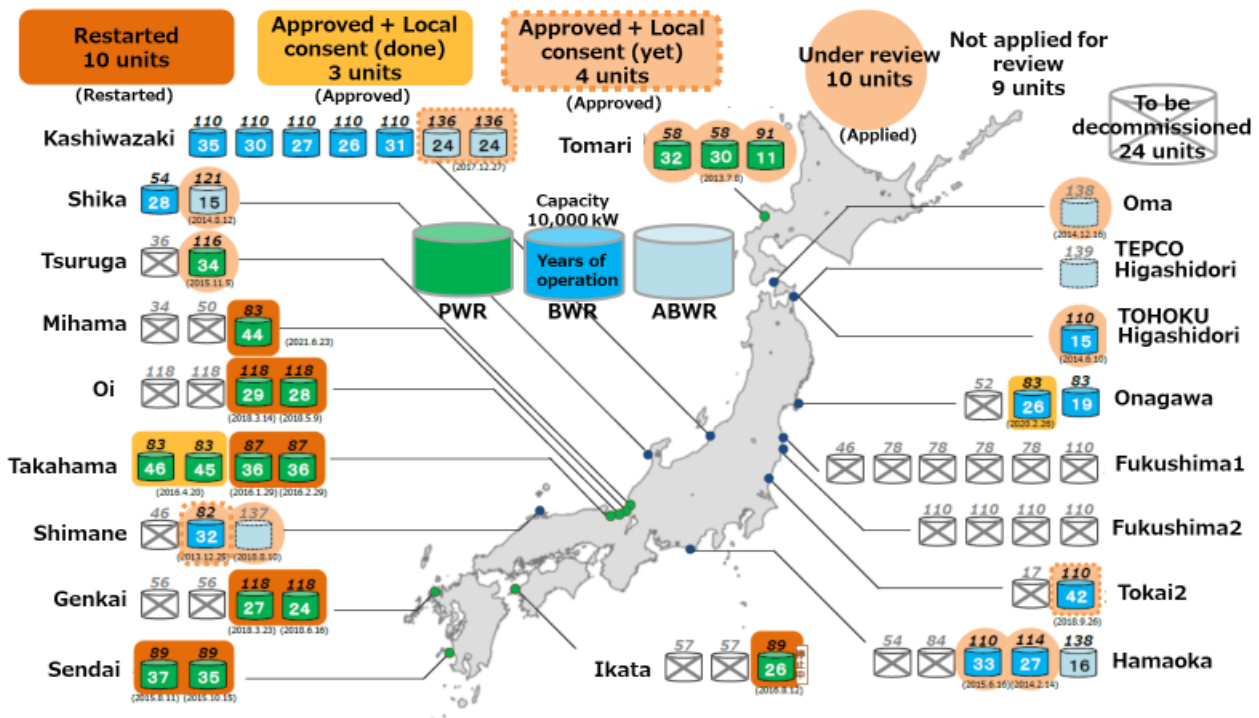 Restarted
10 units
(Restarted)
Approved + Local
consent (done)
3 units
(Approved)
Approved + Local
consent (yet)
4 units
(Approved)
Under review
10 units
(Applied)
Not applied for
review
9 units
To be
decommissioned
24 units
Kashiwazaki
110 110 110 110 110 136 136
35 30 27 26 31 24 24
(2017.12.27)
Tomari
58 58 91
32 30 11
(2013.7.8)
Shika
54 121
28 15
(2014.8.12)
Tsuruga
36 116
34
(2015.11.5)
Mihama
34 50 83
44
(2021.6.23)
Oi
118 118 118 118
29 28
(2018.3.14) (2018.5.9)
Takahama
83 83 87 87
46 45 36 36
(2016.4.20) (2016.1.29) (2016.2.29)
Shimane
46 82 137
32
(2013.12.25) (2018.8.10)
Genkai
56 56 118 118
27 24
(2018.3.23) (2018.6.16)
Sendai
89 89
37 35
(2015.8.11) (2015.10.15)
Capacity
10,000 kW
Years of
operation
PWR BWR ABWR
138
Oma
(2014.12.16)
139
TEPCO
Higashidori
110
15
TOHOKU
Higashidori
(2014.6.10)
52 83 83
26 19
Onagawa
(2020.2.26)
46 78 78 78 78 110
Fukushima1
110 110 110 110
Fukushima2
17 110
42
Tokai2
(2018.9.26)
54 84 110 114 138
33 27 16
Hamaoka
(2015.6.16) (2014.2.14)
Ikata
57 57 89
26
停止中
(2016.8.12)